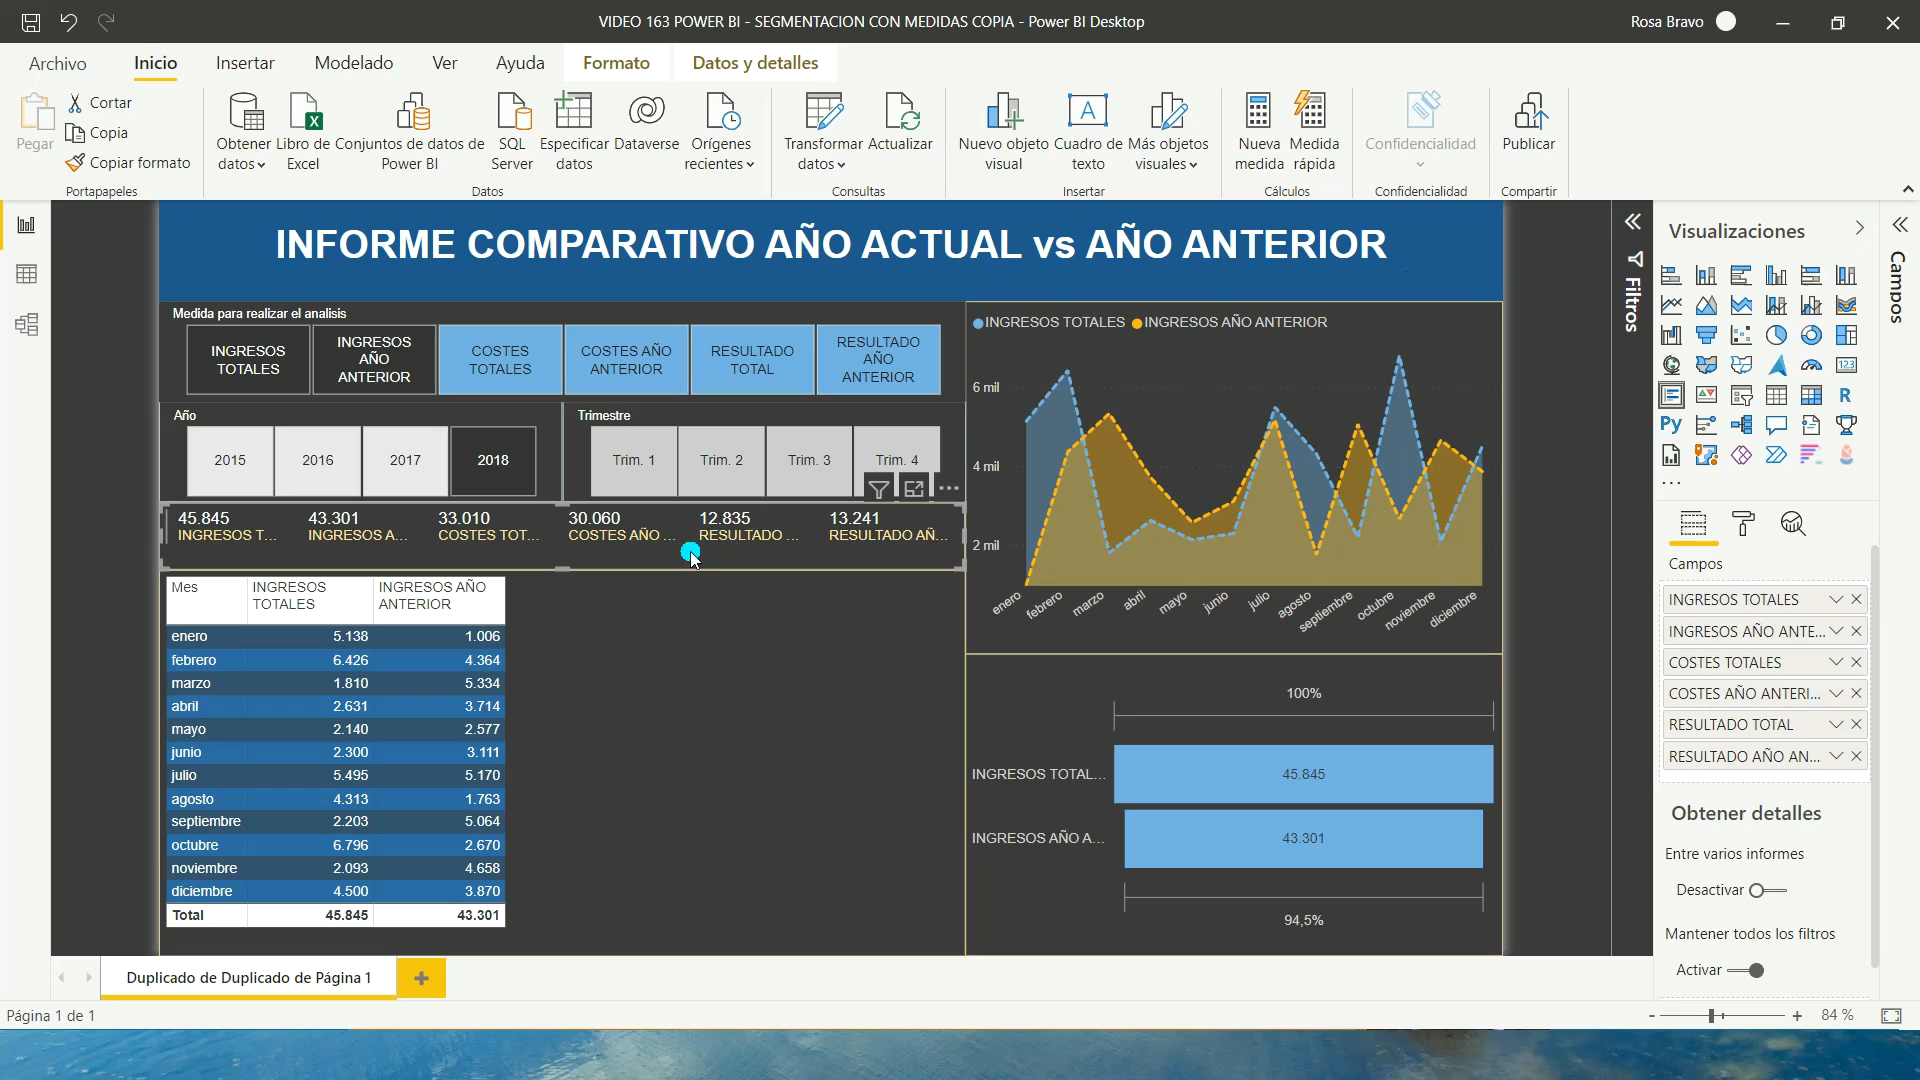 VIDEO 163 POWER BI - SEGMENTACION CON MEDIDAS COPIA - Power BI Desktop
Rosa Bravo
Archivo Inicio Insertar Modelado Ver Ayuda Formato Datos y detalles
Pegar
Cortar
Copia
Copiar formato
Portapapeles
Obtener datos
Libro de Excel
Conjuntos de datos de Power BI
SQL Server
Especificar datos
Dataverse
Orígenes recientes
Datos
Transformar datos
Actualizar
Consultas
Nuevo objeto visual
Cuadro de texto
Más objetos visuales
Insertar
Nueva medida
Medida rápida
Cálculos
Confidencialidad
Confidencialidad
Publicar
Compartir
INFORME COMPARATIVO AÑO ACTUAL vs AÑO ANTERIOR
Medida para realizar el analisis
INGRESOS TOTALES
INGRESOS AÑO ANTERIOR
COSTES TOTALES
COSTES AÑO ANTERIOR
RESULTADO TOTAL
RESULTADO AÑO ANTERIOR
Año
2015 2016 2017 2018
Trimestre
Trim. 1 Trim. 2 Trim. 3 Trim. 4
45.845 43.301 33.010 30.060 12.835 13.241
INGRESOS T... INGRESOS A... COSTES TOT... COSTES AÑO ... RESULTADO ... RESULTADO AÑ...
Mes INGRESOS TOTALES INGRESOS AÑO ANTERIOR
enero 5.138 1.006
febrero 6.426 4.364
marzo 1.810 5.334
abril 2.631 3.714
mayo 2.140 2.577
junio 2.300 3.111
julio 5.495 5.170
agosto 4.313 1.763
septiembre 2.203 5.064
octubre 6.796 2.670
noviembre 2.093 4.658
diciembre 4.500 3.870
Total 45.845 43.301
INGRESOS TOTALES INGRESOS AÑO ANTERIOR
6 mil
4 mil
2 mil
enero febrero marzo abril mayo junio julio agosto septiembre octubre noviembre diciembre
100%
INGRESOS TOTAL... 45.845
INGRESOS AÑO A... 43.301
94,5%
Filtros
Visualizaciones
Campos
123
R
Py
...
Campos
INGRESOS TOTALES
INGRESOS AÑO ANTE...
COSTES TOTALES
COSTES AÑO ANTERI...
RESULTADO TOTAL
RESULTADO AÑO AN...
Obtener detalles
Entre varios informes
Desactivar
Mantener todos los filtros
Activar
Duplicado de Duplicado de Página 1
Página 1 de 1
- + 84 %